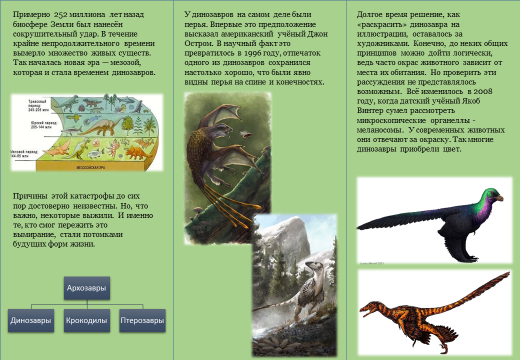 Примерно 252 миллиона лет назад
биосфере Земли был нанесён
сокрушительный удар. В течение
крайне непродолжительного времени
вымерло множество живых существ.
Так началась новая эра — мезозой,
которая и стала временем динозавров.
Триасовый
период
Юрский период
Меловой период
МЕЗОЗОЙСКАЯ
Причины этой катастрофы до сих
пор достоверно неизвестны. Но, что
важно, некоторые выжили. И именно
те, кто смог пережить это
вымирание, стали потомками
будущих форм жизни.
Архозавры
Динозавры
Крокодилы
Птерозавры
У динозавров на самом деле были
перья. Впервые это предположение
высказал американский учёный Джон
Остром. В научный факт это
превратилось в 1996 году, отпечаток
одного из динозавров сохранился
настолько хорошо, что были явно
видны перья на спине и конечностях.
Долгое время решение, как
«раскрасить» динозавра на
иллюстрации, оставалось за
художниками. Конечно, до неких общих
принципов можно дойти логически,
ведь часто окрас животного зависит от
места их обитания. Но проверить эти
рассуждения не представлялось
возможным. Всё изменилось в 2008
году, когда датский учёный Якоб
Винтер сумел рассмотреть
микроскопические органеллы -
меланосомы. У современных животных
они отвечают за окраску. Так многие
динозавры приобрели цвет.